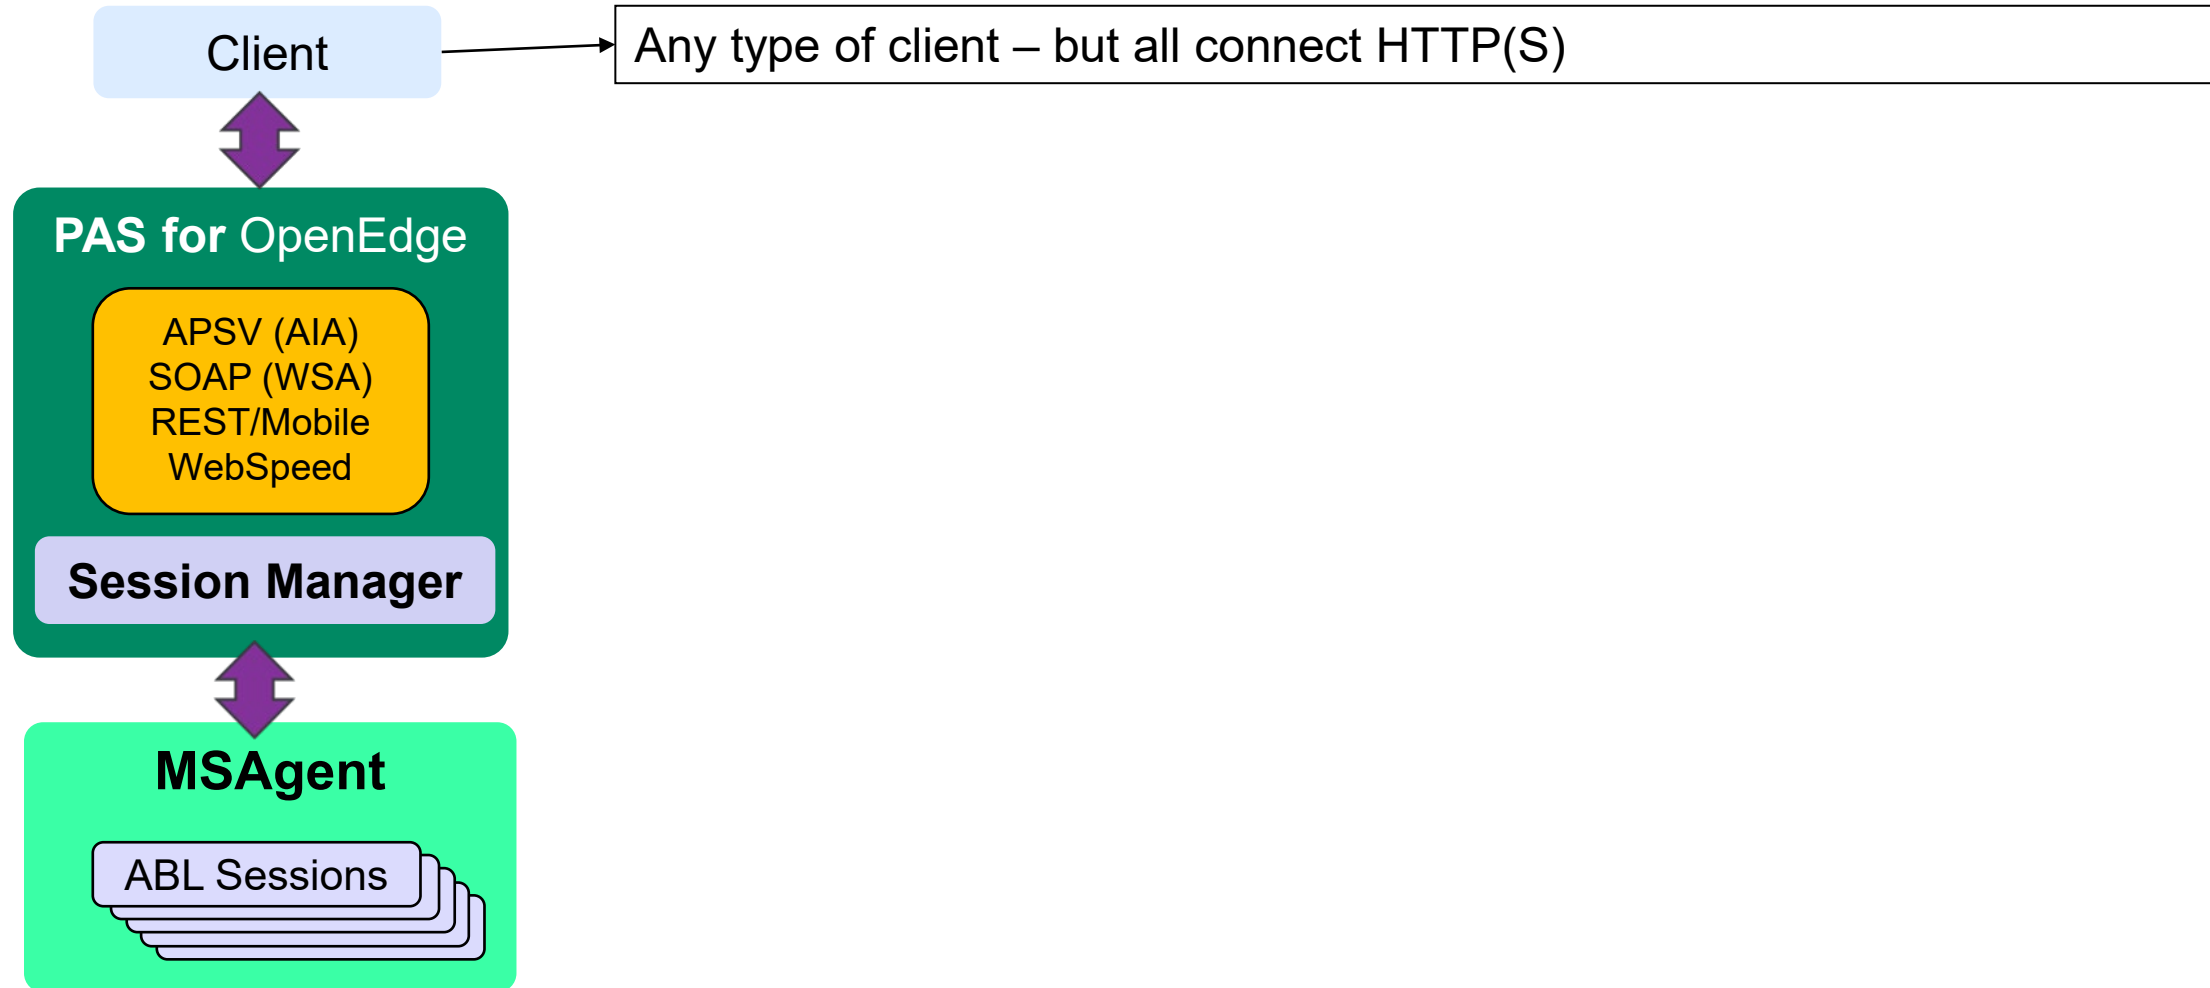 Client
Any type of client – but all connect HTTP(S)
PAS for OpenEdge
APSV (AIA)
SOAP (WSA)
REST/Mobile
WebSpeed
Session Manager
MSAgent
ABL Sessions